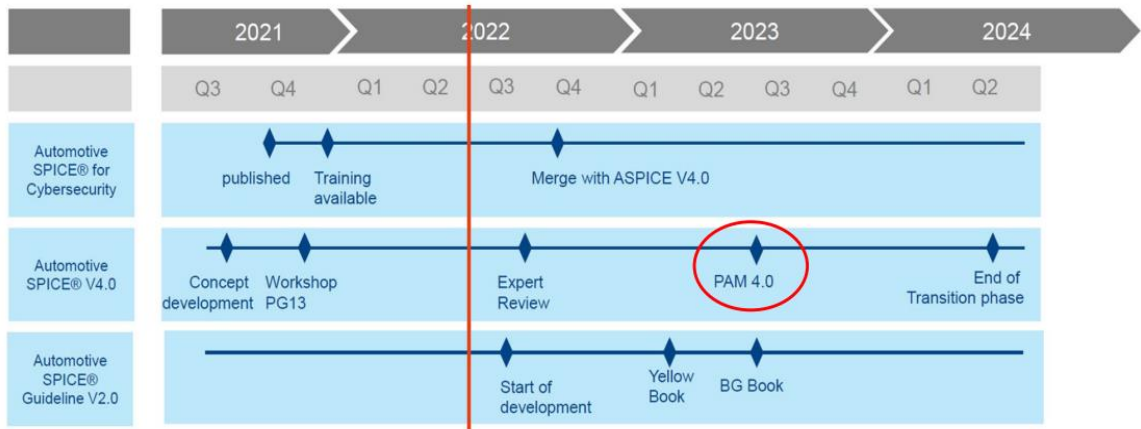 2021 2022 2023 2024
Q3 Q4 Q1 Q2 Q3 Q4 Q1 Q2 Q3 Q4 Q1 Q2
Automotive
SPICE® for
Cybersecurity
published
Training
available
Merge with ASPICE V4.0
Automotive
SPICE® V4.0
Concept
development
Workshop
PG13
Expert
Review
PAM 4.0
End of
Transition phase
Automotive
SPICE®
Guideline V2.0
Start of
development
Yellow
Book
BG Book